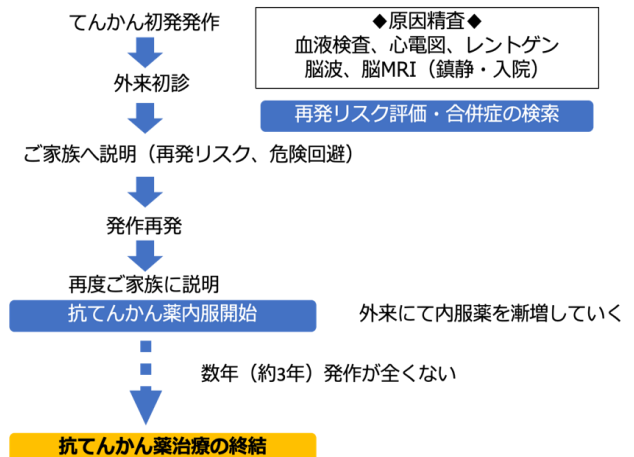 てんかん初発発作
◆原因精査◆
血液検査、心電図、レントゲン
脳波、脳MRI（鎮静・入院）
外来初診
再発リスク評価・合併症の検索
ご家族へ説明（再発リスク、危険回避）
発作再発
再度ご家族に説明
抗てんかん薬内服開始
外来にて内服薬を漸増していく
数年（約3年）発作が全くない
抗てんかん薬治療の終結